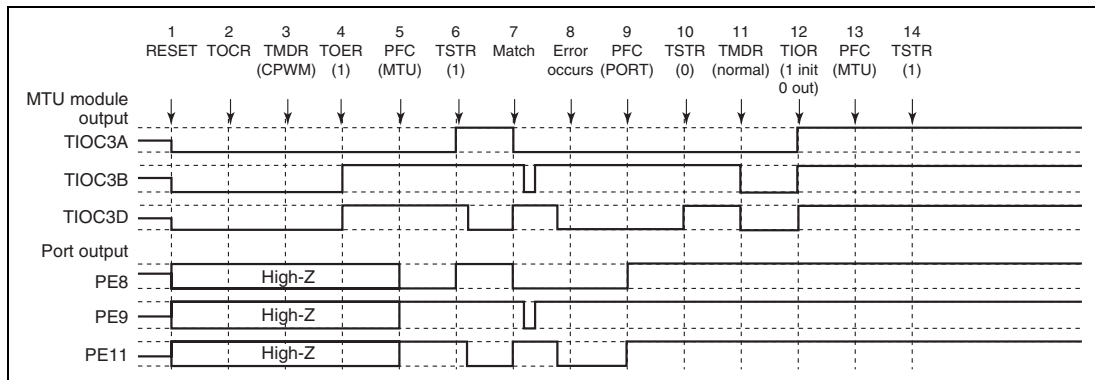 1 2 3 4 5 6 7 8 9 10 11 12 13 14
RESET TOCR TMDR TOER PFC TSTR Match Error PFC TSTR TMDR TIOR PFC TSTR
(CPWM) (1) (MTU) (1) occurs (PORT) (0) (normal) (1 init (MTU) (1)
0 out)
MTU module
output
TIOC3A
TIOC3B
TIOC3D
Port output
PE8 High-Z
PE9 High-Z
PE11 High-Z